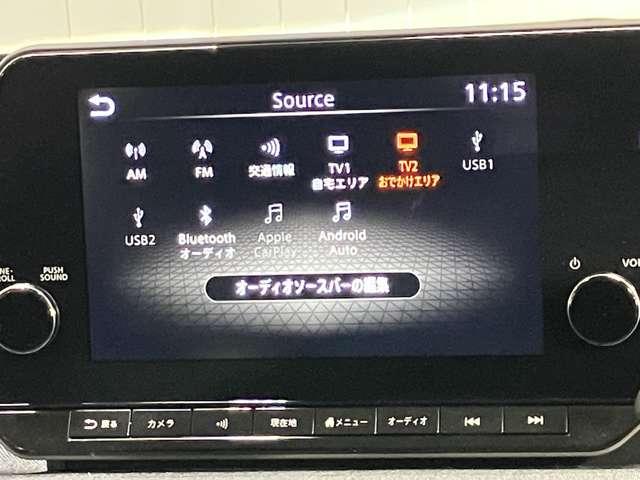 Source
11:15
AM
FM
交通情報
TV1
自宅エリア
TV2
おでかけエリア
USB1
USB2
Bluetooth
オーディオ
Apple
CarPlay
Android
Auto
オーディオソースバーの編集
PUSH
SOUND
VOL
戻る
カメラ
現在地
メニュー
オーディオ